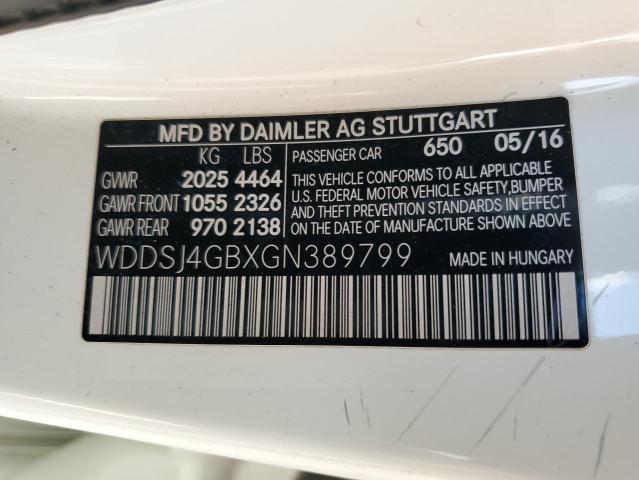 MFD BY DAIMLER AG STUTTGART
KG LBS
PASSENGER CAR 650 05/16
GVWR 2025 4464
GAWR FRONT 1055 2326
GAWR REAR 970 2138
THIS VEHICLE CONFORMS TO ALL APPLICABLE
U.S. FEDERAL MOTOR VEHICLE SAFETY,BUMPER
AND THEFT PREVENTION STANDARDS IN EFFECT
ON THE DATE OF MANUFACTURE SHOWN ABOVE
WDDSJ4GBXGN389799
MADE IN HUNGARY